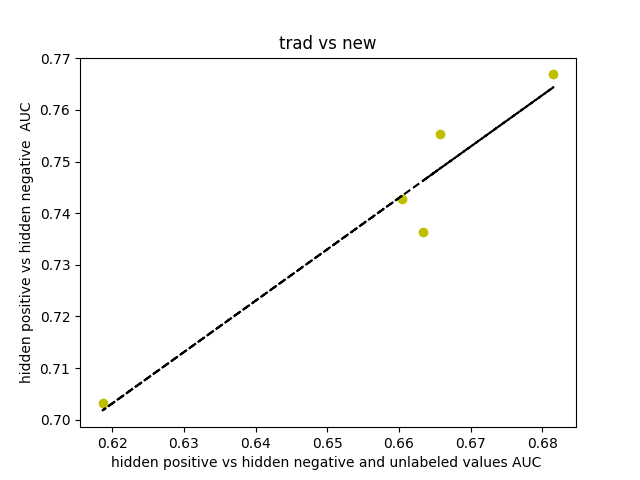 trad vs new
0.77
0.76
0.75
0.74
0.73
0.72
0.71
0.70
hidden positive vs hidden negative  AUC
0.62 0.63 0.64 0.65 0.66 0.67 0.68
hidden positive vs hidden negative and unlabeled values AUC